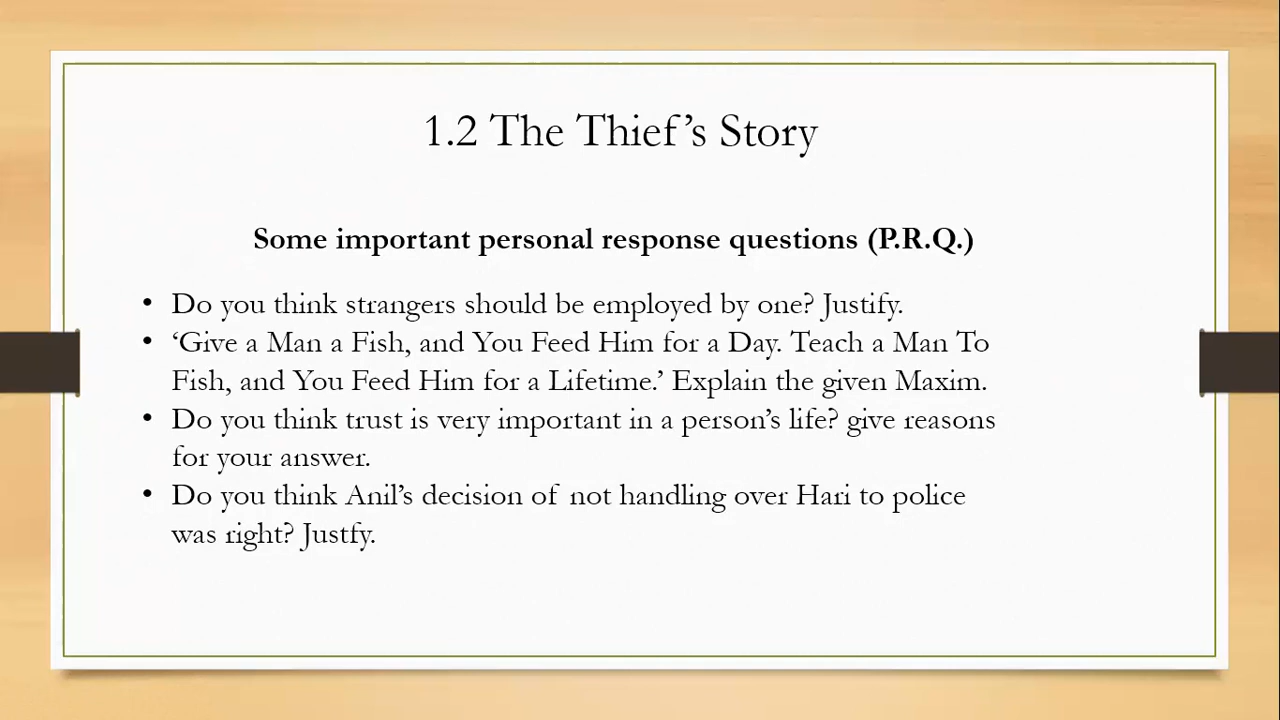 1.2 The Thief’s Story
Some important personal response questions (P.R.Q.)
• Do you think strangers should be employed by one? Justify.
• ‘Give a Man a Fish, and You Feed Him for a Day. Teach a Man To
Fish, and You Feed Him for a Lifetime.’ Explain the given Maxim.
• Do you think trust is very important in a person’s life? give reasons
for your answer.
• Do you think Anil’s decision of not handling over Hari to police
was right? Justfy.